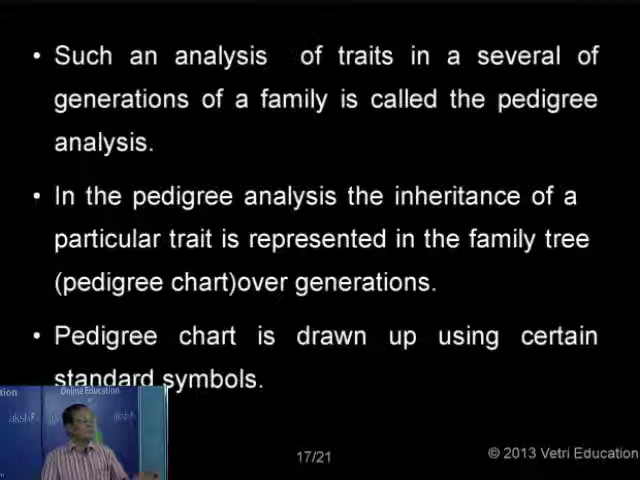 • Such an analysis of traits in a several of
generations of a family is called the pedigree
analysis.
• In the pedigree analysis the inheritance of a
particular trait is represented in the family tree
(pedigree chart)over generations.
• Pedigree chart is drawn up using certain
standard symbols.
Online Education
17/21
© 2013 Vetri Education